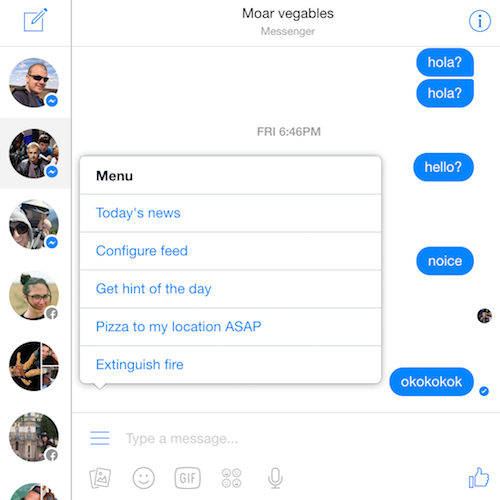 Moar vegables
Messenger
hola?
hola?
FRI 6:46PM
hello?
Menu
Today's news
Configure feed
noice
Get hint of the day
Pizza to my location ASAP
Extinguish fire
okokokok
Type a message...
GIF